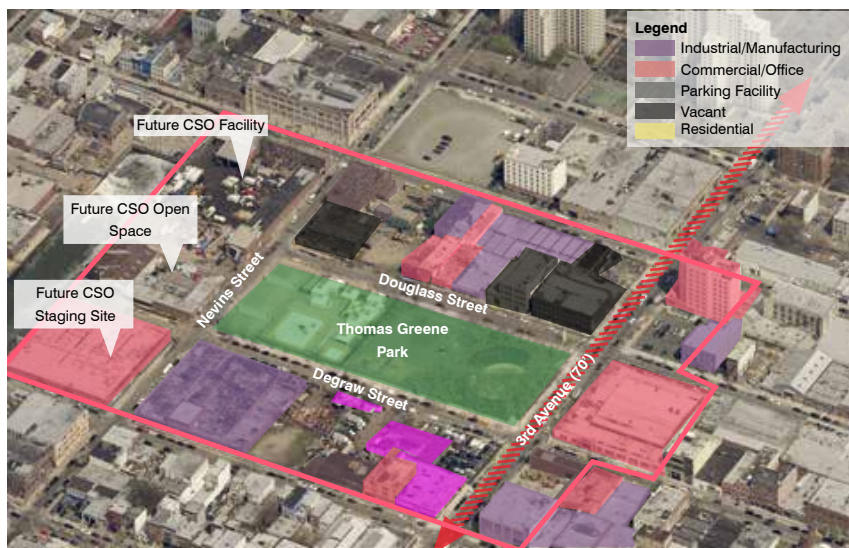 Legend
Industrial/Manufacturing
Commercial/Office
Parking Facility
Vacant
Residential
Future CSO Facility
Future CSO Open
Space
Future CSO
Staging Site
Nevins Street
Douglass Street
Thomas Greene
Park
Degraw Street
3rd Avenue (70')